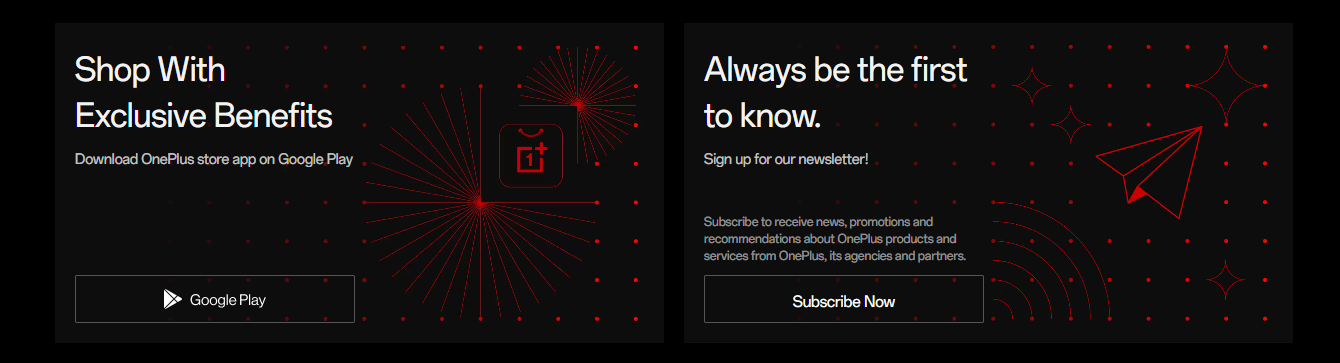 Shop With
Exclusive Benefits
Download OnePlus store app on Google Play
1+
Google Play
Always be the first
to know.
Sign up for our newsletter!
Subscribe to receive news, promotions and
recommendations about OnePlus products and
services from OnePlus, its agencies and partners.
Subscribe Now